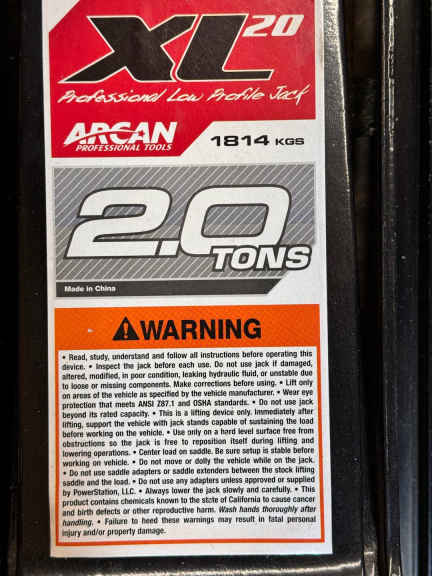 XL20
Professional Low Profile Jack
ARCAN
PROFESSIONAL TOOLS
1814 KGS
2.0
TONS
Made in China
WARNING
• Read, study, understand and follow all instructions before operating this
device. • Inspect the jack before each use. Do not use jack if damaged,
altered, modified, in poor condition, leaking hydraulic fluid, or unstable due
to loose or missing components. Make corrections before using. • Lift only
on areas of the vehicle as specified by the vehicle manufacturer. • Wear eye
protection that meets ANSI Z87.1 and OSHA standards. • Do not use jack
beyond its rated capacity. • This is a lifting device only. Immediately after
lifting, support the vehicle with jack stands capable of sustaining the load
before working on the vehicle. • Use only on a hard level surface free from
obstructions so the jack is free to reposition itself during lifting and
lowering operations. • Center load on saddle. Be sure setup is stable before
working on vehicle. • Do not move or dolly the vehicle while on the jack.
• Do not use saddle adapters or saddle extenders between the stock lifting
saddle and the load. • Do not use any adapters unless approved or supplied
by PowerStation, LLC. • Always lower the jack slowly and carefully. • This
product contains chemicals known to the state of California to cause cancer
and birth defects or other reproductive harm. Wash hands thoroughly after
handling. • Failure to heed these warnings may result in fatal personal
injury and/or property damage.